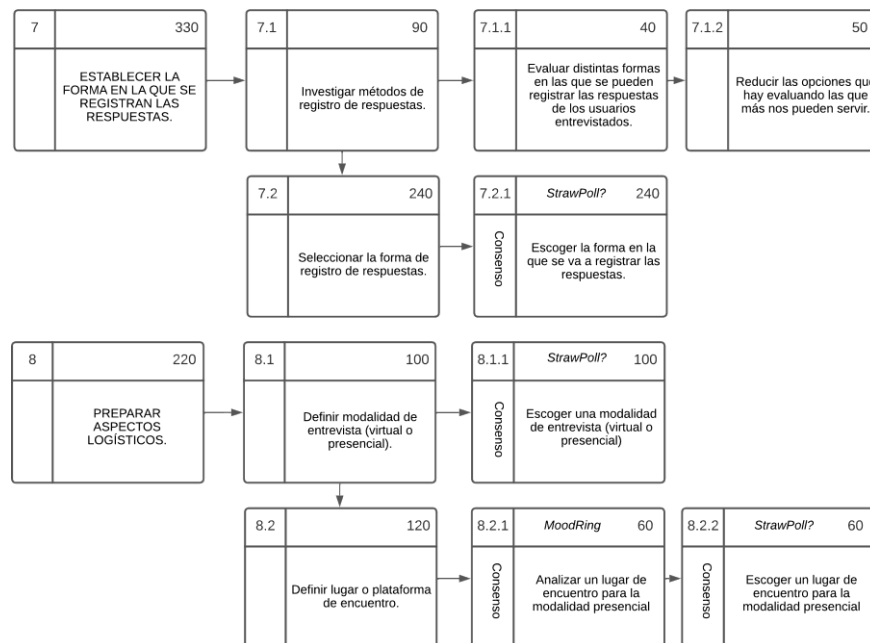 7 330
ESTABLECER LA
FORMA EN LA QUE SE
REGISTRAN LAS
RESPUESTAS.
7.1 90
Investigar métodos de
registro de respuestas.
7.1.1 40
Evaluar distintas formas
en las que se pueden
registrar las respuestas
de los usuarios
entrevistados.
7.1.2 50
Reducir las opciones que
hay evaluando las que
más nos pueden servir.
7.2 240
Seleccionar la forma de
registro de respuestas.
7.2.1 StrawPoll? 240
Consenso
Escoger la forma en la
que se va a registrar las
respuestas.
8 220
PREPARAR
ASPECTOS
LOGÍSTICOS.
8.1 100
Definir modalidad de
entrevista (virtual o
presencial).
8.1.1 StrawPoll? 100
Consenso
Escoger una modalidad
de entrevista (virtual o
presencial)
8.2 120
Definir lugar o plataforma
de encuentro.
8.2.1 MoodRing 60
Consenso
Analizar un lugar de
encuentro para la
modalidad presencial
8.2.2 StrawPoll? 60
Consenso
Escoger un lugar de
encuentro para la
modalidad presencial